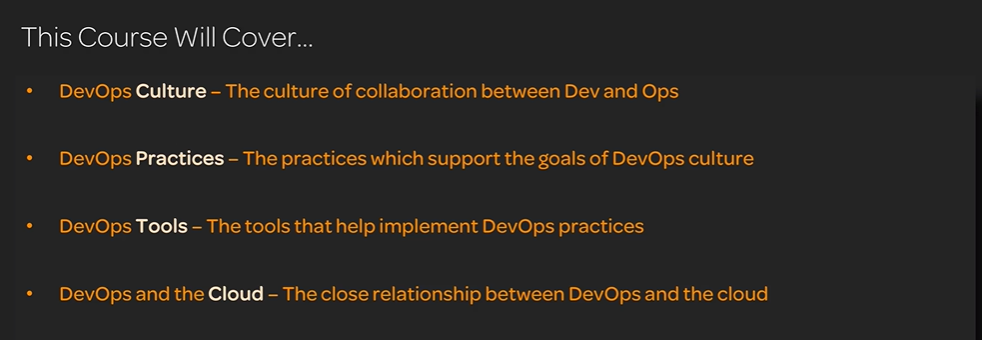 This Course Will Cover...
• DevOps Culture – The culture of collaboration between Dev and Ops
• DevOps Practices – The practices which support the goals of DevOps culture
• DevOps Tools – The tools that help implement DevOps practices
• DevOps and the Cloud – The close relationship between DevOps and the cloud